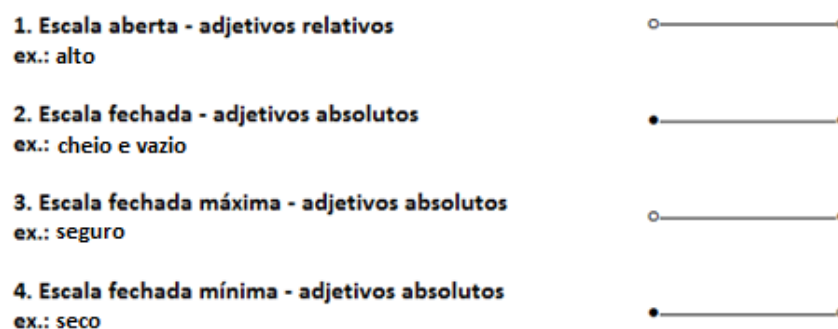 1. Escala aberta - adjetivos relativos
ex.: alto
2. Escala fechada - adjetivos absolutos
ex.: cheio e vazio
3. Escala fechada máxima - adjetivos absolutos
ex.: seguro
4. Escala fechada mínima - adjetivos absolutos
ex.: seco